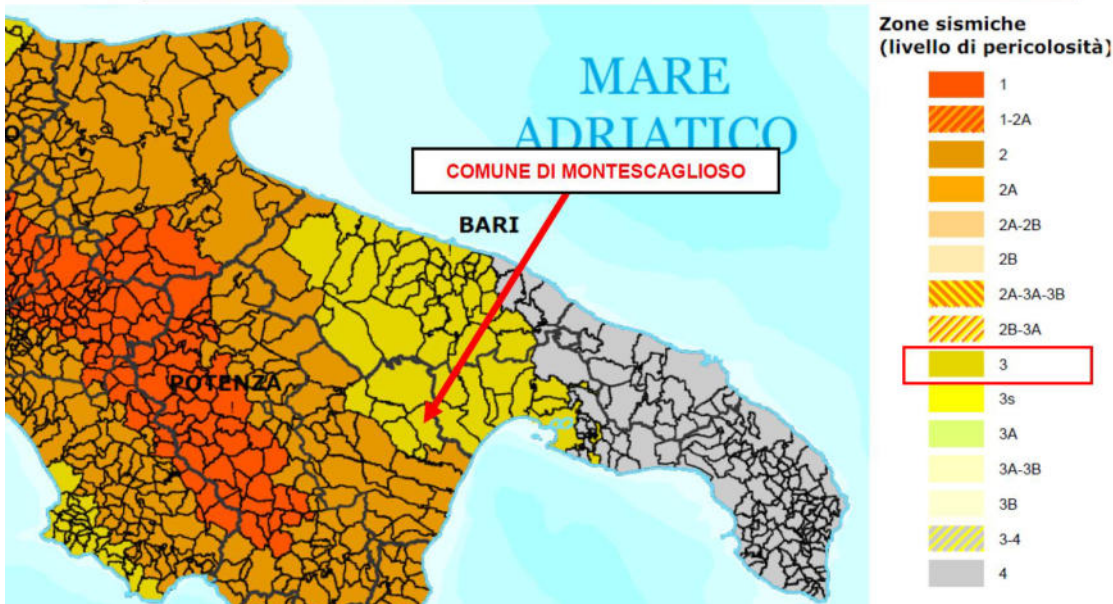 Zone sismiche
(livello di pericolosità)
MARE
ADRIATICO
COMUNE DI MONTESCAGLIOSO
BARI
POTENZA
1
1-2A
2
2A
2A-2B
2B
2A-3A-3B
2B-3A
3
3s
3A
3A-3B
3B
3-4
4